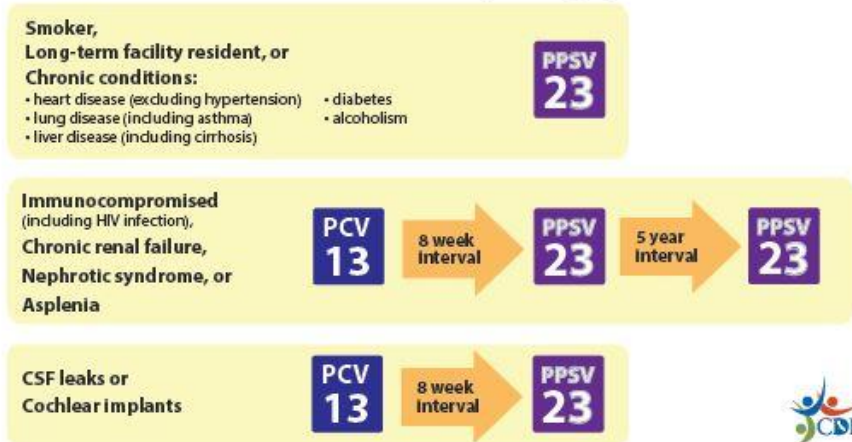 Smoker,
Long-term facility resident, or
Chronic conditions:
• heart disease (excluding hypertension) • diabetes
• lung disease (including asthma) • alcoholism
• liver disease (including cirrhosis)
PPSV
23
Immunocompromised
(including HIV infection),
Chronic renal failure,
Nephrotic syndrome, or
Asplenia
PCV
13
8 week
interval
PPSV
23
5 year
interval
PPSV
23
CSF leaks or
Cochlear implants
PCV
13
8 week
interval
PPSV
23